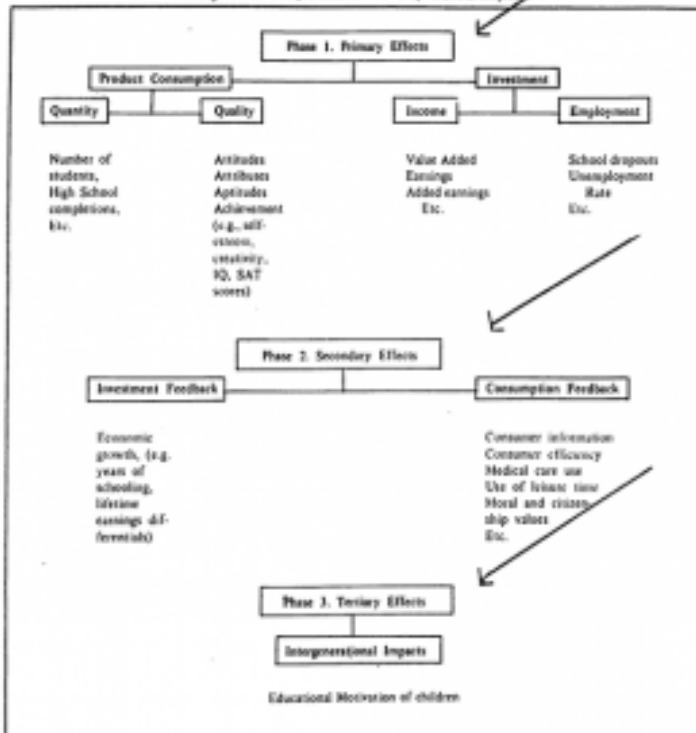 Phase 1. Primary Effects
Product Consumption
Investment
Quantity
Quality
Income
Employment
Number of
students,
High School
completions,
Etc.
Attitudes
Attributes
Aptitudes
Achievement
(e.g., self-
esteem,
creativity,
IQ, SAT
scores)
Value Added
Earnings
Added earnings
Etc.
School dropouts
Unemployment
Rate
Etc.
Phase 2. Secondary Effects
Investment Feedback
Consumption Feedback
Economic
growth, (e.g.
years of
schooling,
lifetime
earnings dif-
ferentials)
Consumer information
Consumer efficiency
Medical care use
Use of leisure time
Moral and citizen-
ship values
Etc.
Phase 3. Tertiary Effects
Intergenerational Impacts
Educational Motivation of children